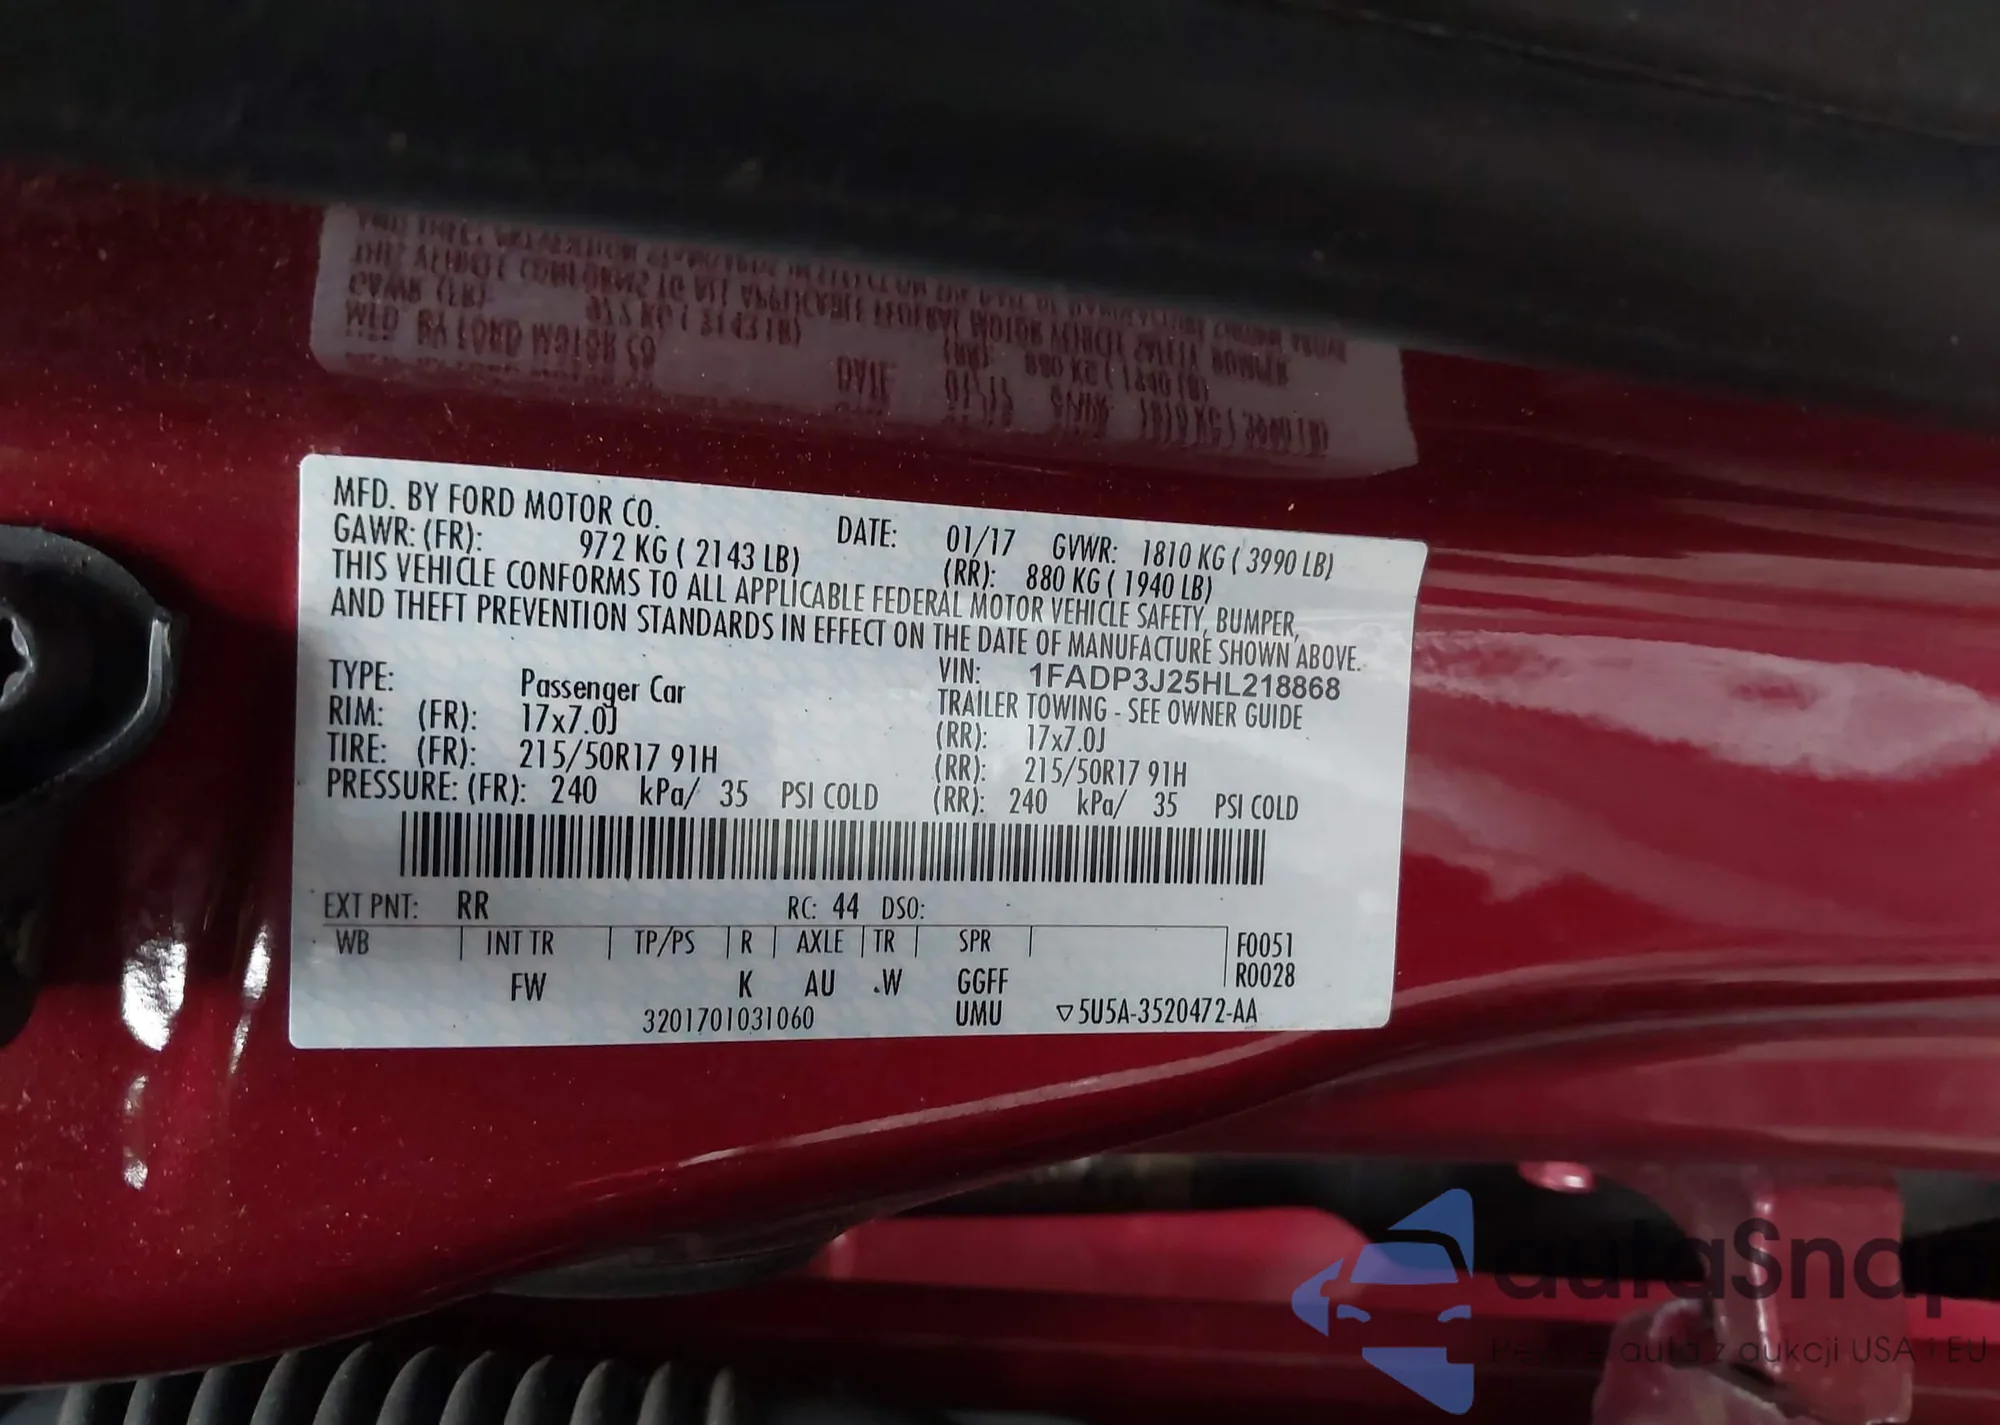 MFD. BY FORD MOTOR CO. DATE: 01/17 GVWR: 1810 KG ( 3990 LB)
GAWR: (FR): 972 KG ( 2143 LB) (RR): 880 KG ( 1940 LB)
THIS VEHICLE CONFORMS TO ALL APPLICABLE FEDERAL MOTOR VEHICLE SAFETY, BUMPER,
AND THEFT PREVENTION STANDARDS IN EFFECT ON THE DATE OF MANUFACTURE SHOWN ABOVE.
VIN: 1FADP3J25HL218868
TYPE: Passenger Car TRAILER TOWING - SEE OWNER GUIDE
RIM: (FR): 17x7.0J (RR): 17x7.0J
TIRE: (FR): 215/50R17 91H (RR): 215/50R17 91H
PRESSURE: (FR): 240 kPa/ 35 PSI COLD (RR): 240 kPa/ 35 PSI COLD
EXT PNT: RR RC: 44 DSO:
WB INT TR TP/PS R AXLE TR SPR F0051
FW K AU .W GGFF R0028
3201701031060 UMU ▽5U5A-3520472-AA
autaSnap
auta z aukcji USA i EU